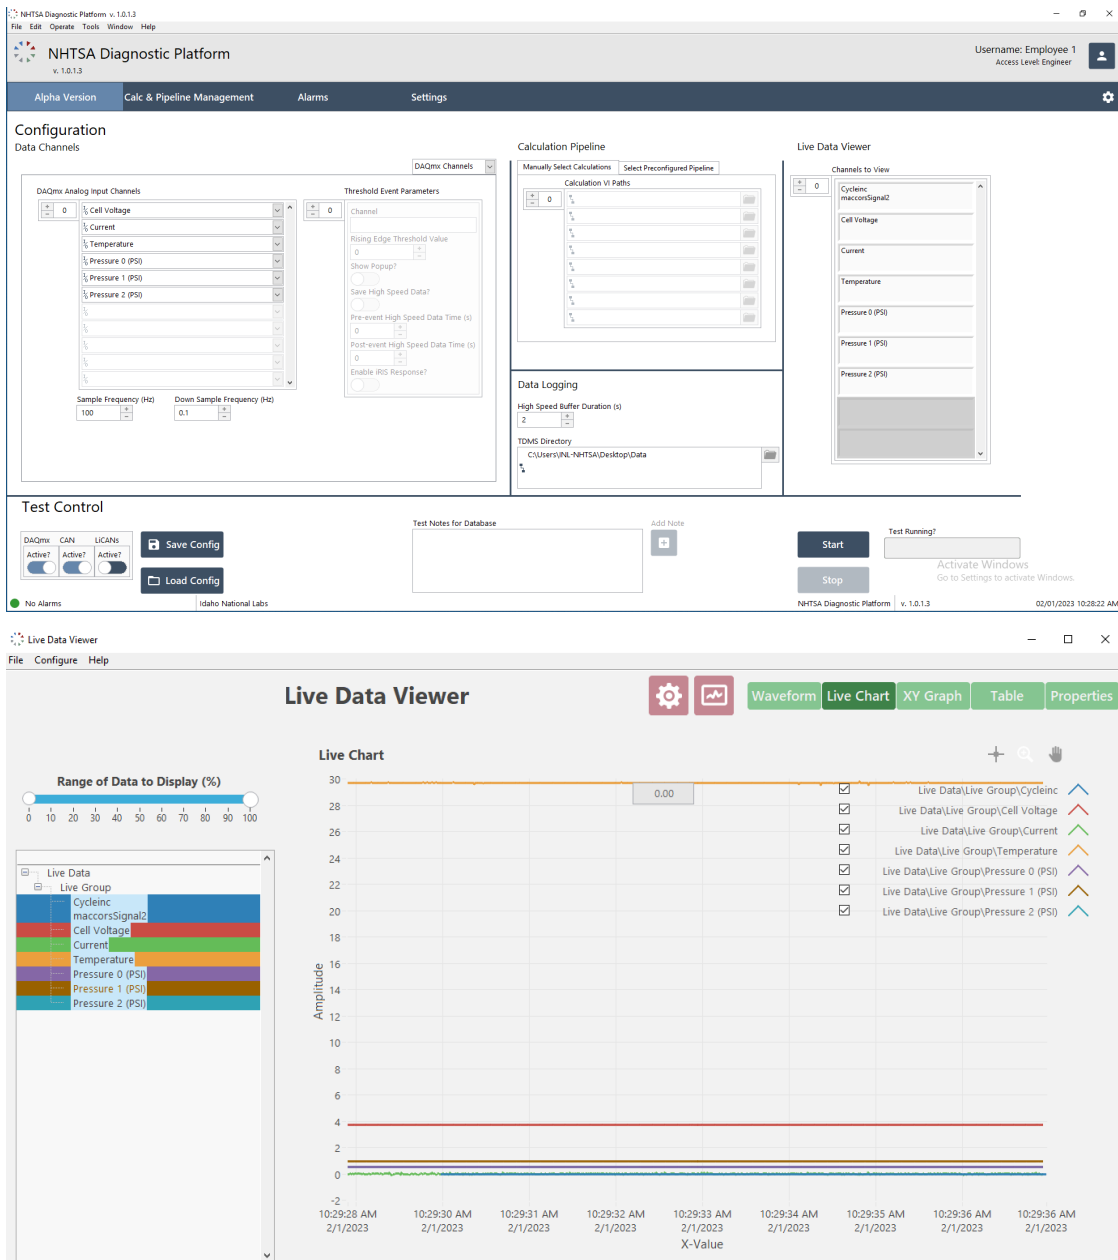 NHTSA Diagnostic Platform v. 1.0.1.3
File Edit Operate Tools Window Help
NHTSA Diagnostic Platform
v. 1.0.1.3
Username: Employee 1
Access Level: Engineer
Alpha Version Calc & Pipeline Management Alarms Settings
Configuration
Data Channels
DAQmx Channels
DAQmx Analog Input Channels
0
Cell Voltage
Current
Temperature
Pressure 0 (PSI)
Pressure 1 (PSI)
Pressure 2 (PSI)
Sample Frequency (Hz) Down Sample Frequency (Hz)
100 0.1
Threshold Event Parameters
0
Channel
Rising Edge Threshold Value
0
Show Popup?
Save High Speed Data?
Pre-event High Speed Data Time (s)
0
Post-event High Speed Data Time (s)
0
Enable iRIS Response?
Calculation Pipeline
Manually Select Calculations Select Preconfigured Pipeline
Calculation VI Paths
0
Data Logging
High Speed Buffer Duration (s)
2
TDMS Directory
C:\Users\INL-NHTSA\Desktop\Data
Live Data Viewer
Channels to View
0
Cycleinc
maccorsSignal2
Cell Voltage
Current
Temperature
Pressure 0 (PSI)
Pressure 1 (PSI)
Pressure 2 (PSI)
Test Control
DAQmx CAN LiCANs
Active? Active? Active?
Save Config
Load Config
Test Notes for Database
Add Note
Start
Stop
Test Running?
Activate Windows
Go to Settings to activate Windows.
No Alarms Idaho National Labs NHTSA Diagnostic Platform v. 1.0.1.3 02/01/2023 10:28:22 AM
Live Data Viewer
File Configure Help
Live Data Viewer
Waveform Live Chart XY Graph Table Properties
Range of Data to Display (%)
0 10 20 30 40 50 60 70 80 90 100
Live Data
Live Group
Cycleinc
maccorsSignal2
Cell Voltage
Current
Temperature
Pressure 0 (PSI)
Pressure 1 (PSI)
Pressure 2 (PSI)
Live Chart
0.00
Live Data\Live Group\Cycleinc
Live Data\Live Group\Cell Voltage
Live Data\Live Group\Current
Live Data\Live Group\Temperature
Live Data\Live Group\Pressure 0 (PSI)
Live Data\Live Group\Pressure 1 (PSI)
Live Data\Live Group\Pressure 2 (PSI)
Amplitude
30
28
26
24
22
20
18
16
14
12
10
8
6
4
2
0
-2
10:29:28 AM 10:29:30 AM 10:29:31 AM 10:29:32 AM 10:29:33 AM 10:29:34 AM 10:29:35 AM 10:29:36 AM 10:29:36 AM
2/1/2023 2/1/2023 2/1/2023 2/1/2023 2/1/2023 2/1/2023 2/1/2023 2/1/2023 2/1/2023
X-Value